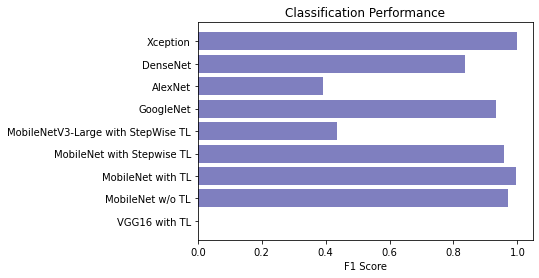 Classification Performance
Xception
DenseNet
AlexNet
GoogleNet
MobileNetV3-Large with StepWise TL
MobileNet with Stepwise TL
MobileNet with TL
MobileNet w/o TL
VGG16 with TL
0.0 0.2 0.4 0.6 0.8 1.0
F1 Score